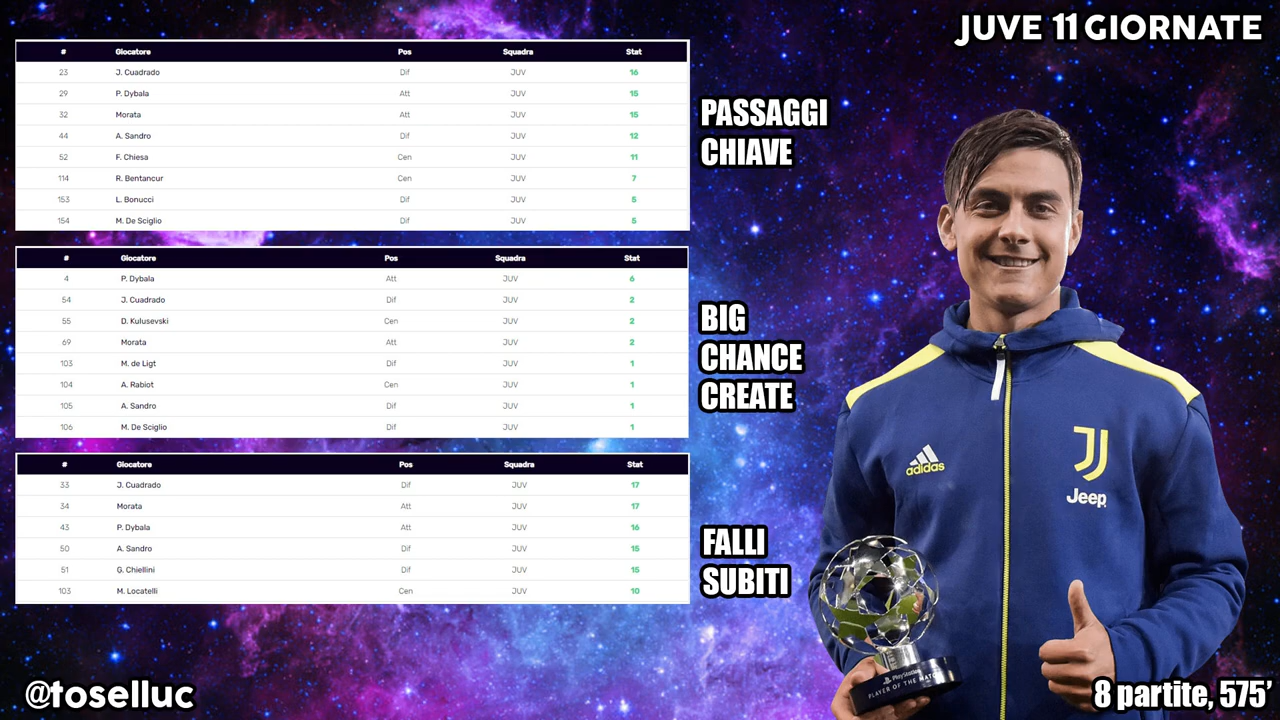 JUVE 11 GIORNATE
# Giocatore Pos Squadra Stat
23 J. Cuadrado Dif JUV 16
29 P. Dybala Att JUV 15
32 Morata Att JUV 15
44 A. Sandro Dif JUV 12
52 F. Chiesa Cen JUV 11
114 R. Bentancur Cen JUV 7
153 L. Bonucci Dif JUV 5
154 M. De Sciglio Dif JUV 5
PASSAGGI
CHIAVE
# Giocatore Pos Squadra Stat
4 P. Dybala Att JUV 6
54 J. Cuadrado Dif JUV 2
55 D. Kulusevski Cen JUV 2
69 Morata Att JUV 2
103 M. de Ligt Dif JUV 1
104 A. Rabiot Cen JUV 1
105 A. Sandro Dif JUV 1
106 M. De Sciglio Dif JUV 1
BIG
CHANCE
CREATE
# Giocatore Pos Squadra Stat
33 J. Cuadrado Dif JUV 17
34 Morata Att JUV 17
43 P. Dybala Att JUV 16
50 A. Sandro Dif JUV 15
51 G. Chiellini Dif JUV 15
103 M. Locatelli Cen JUV 10
FALLI
SUBITI
adidas
Jeep
PlayStation
PLAYER OF THE MATCH
@toselluc
8 partite, 575'